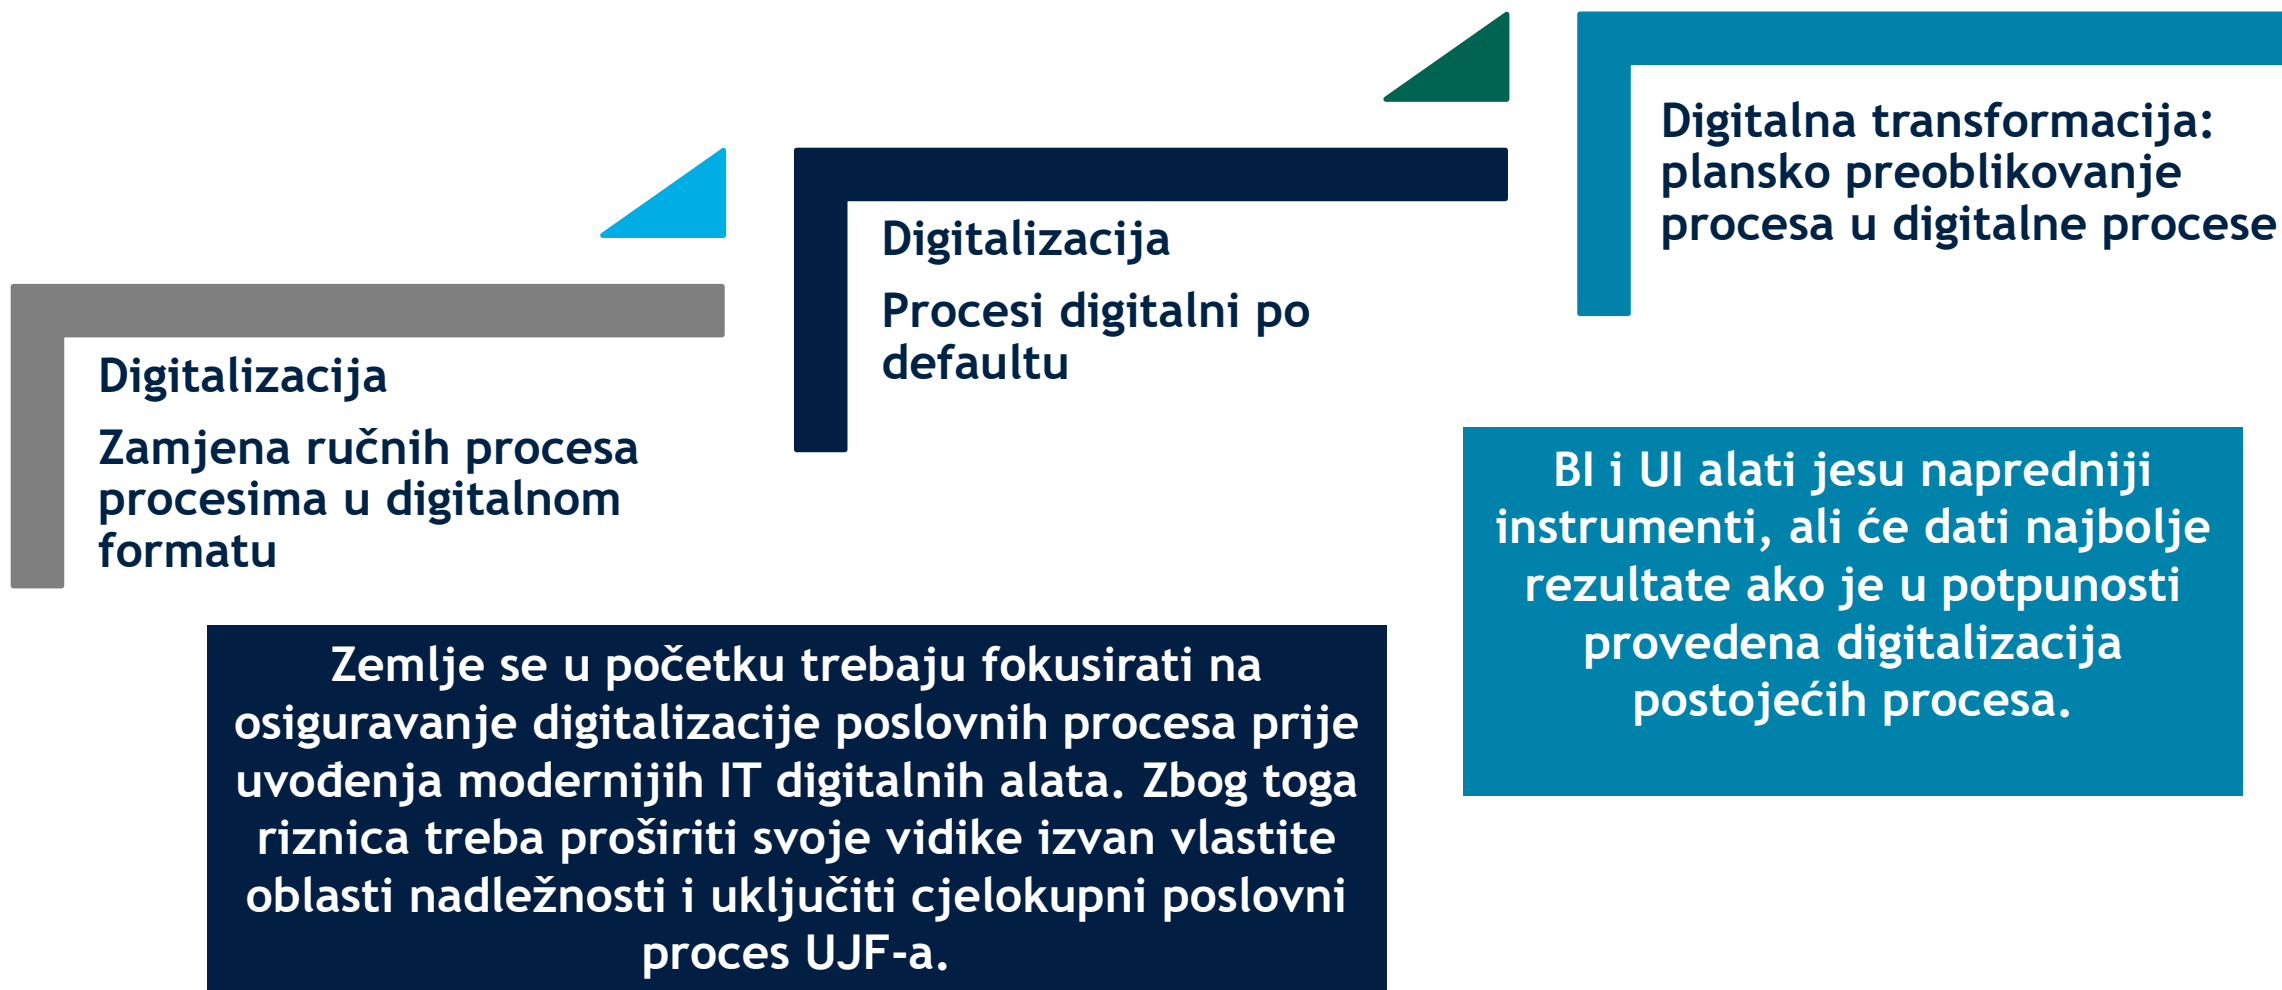 Digitalizacija
Zamjena ručnih procesa
procesima u digitalnom
formatu
Digitalizacija
Procesi digitalni po
defaultu
Digitalna transformacija:
plansko preoblikovanje
procesa u digitalne procese
Zemlje se u početku trebaju fokusirati na
osiguravanje digitalizacije poslovnih procesa prije
uvođenja modernijih IT digitalnih alata. Zbog toga
riznica treba proširiti svoje vidike izvan vlastite
oblasti nadležnosti i uključiti cjelokupni poslovni
proces UJF-a.
BI i UI alati jesu napredniji
instrumenti, ali će dati najbolje
rezultate ako je u potpunosti
provedena digitalizacija
postojećih procesa.